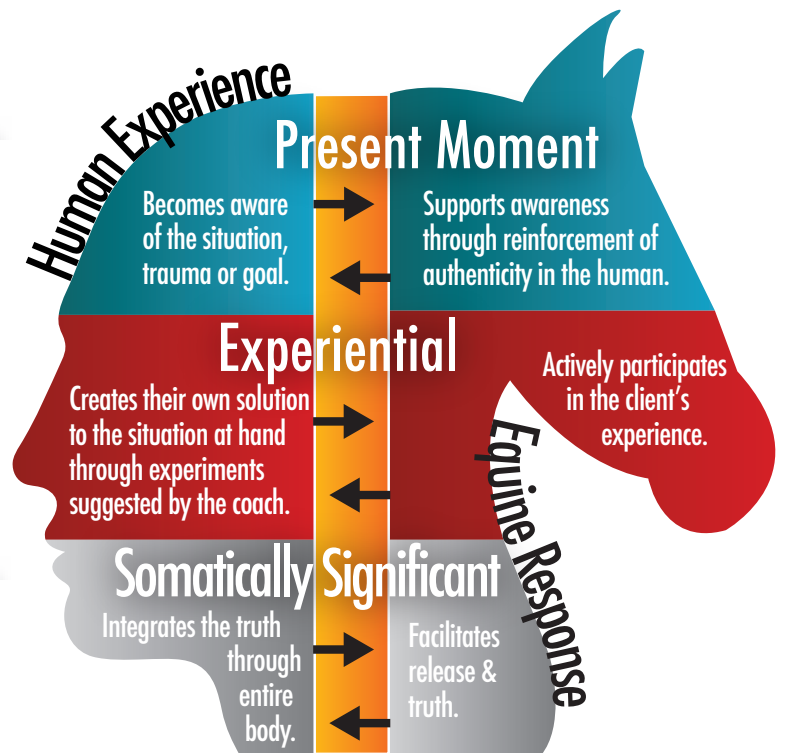 Human Experience
Present Moment
Becomes aware
of the situation,
trauma or goal.
Supports awareness
through reinforcement of
authenticity in the human.
Experiential
Creates their own solution
to the situation at hand
through experiments
suggested by the coach.
Actively participates
in the client's
experience.
Equine Response
Somatically Significant
Integrates the truth
through
entire
body.
Facilitates
release &
truth.